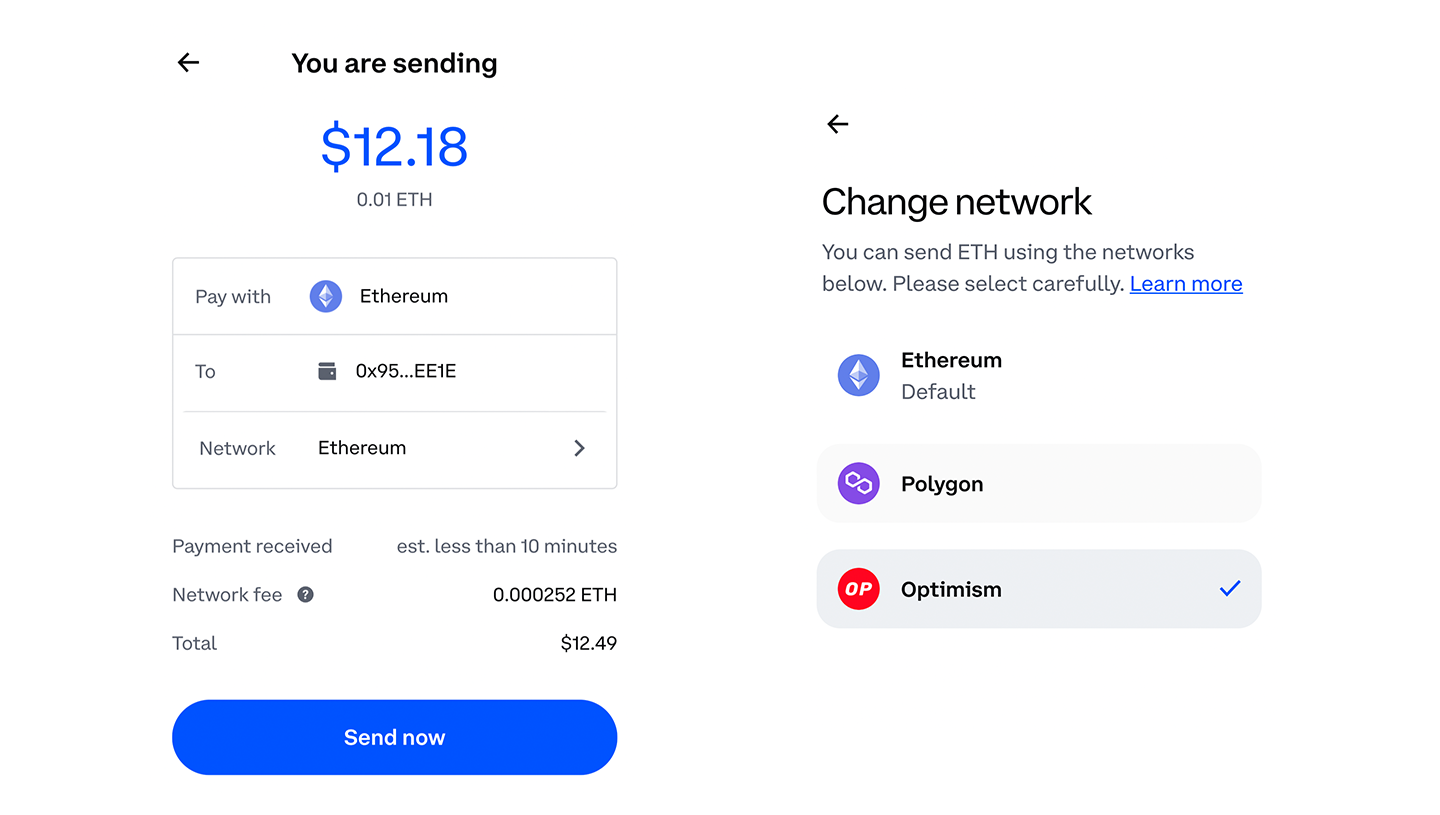 You are sending
$12.18
0.01 ETH
Pay with Ethereum
To 0x95...EE1E
Network Ethereum
Payment received est. less than 10 minutes
Network fee ? 0.000252 ETH
Total $12.49
Send now
Change network
You can send ETH using the networks
below. Please select carefully. Learn more
Ethereum
Default
Polygon
OP Optimism